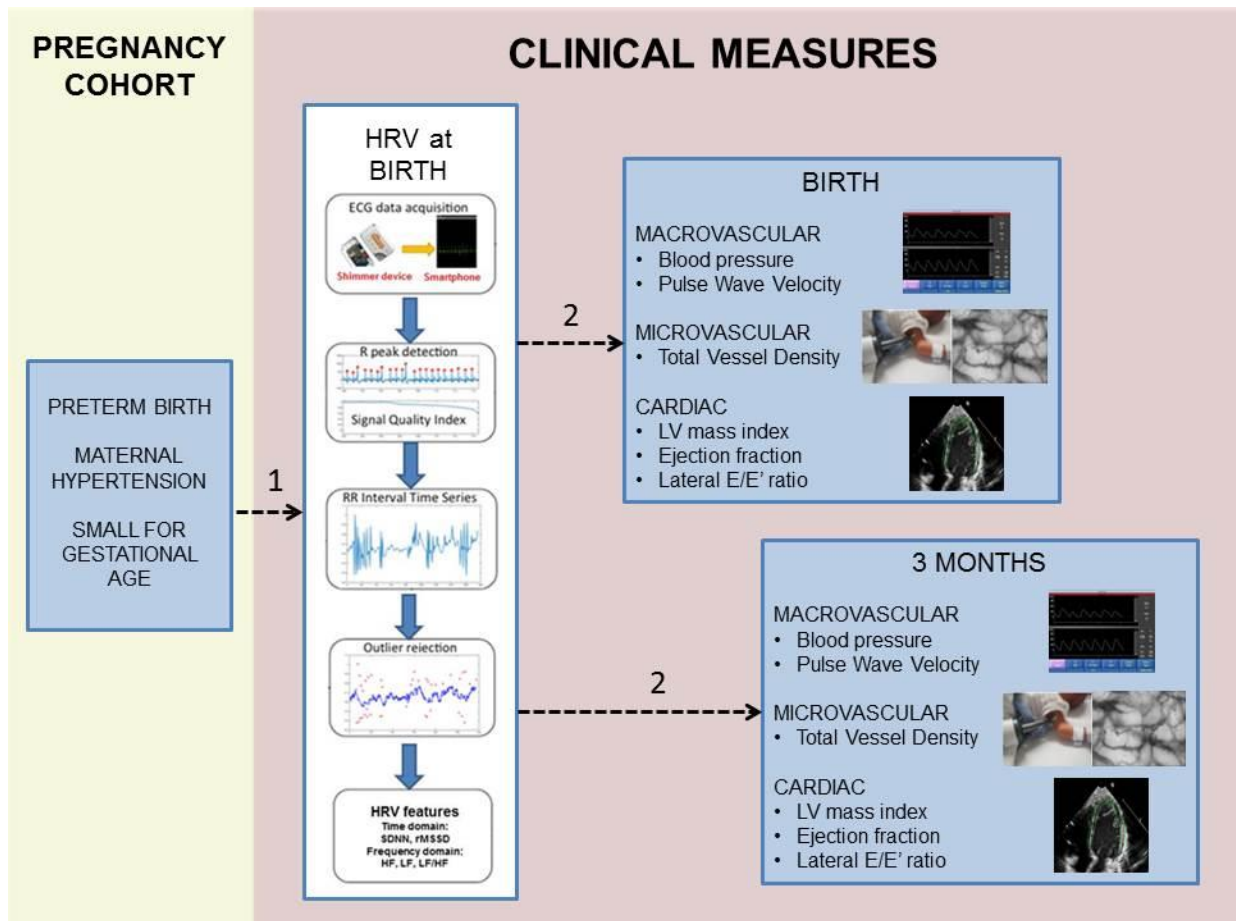 PREGNANCY
COHORT
CLINICAL MEASURES
PRETERM BIRTH
MATERNAL
HYPERTENSION
SMALL FOR
GESTATIONAL
AGE
1
HRV at
BIRTH
ECG data acquisition
Shimmer device
Smartphone
R peak detection
Signal Quality Index
RR Interval Time Series
Outlier rejection
HRV features
Time domain:
SDNN, rMSSD
Frequency domain:
HF, LF, LF/HF
2
BIRTH
MACROVASCULAR
• Blood pressure
• Pulse Wave Velocity
MICROVASCULAR
• Total Vessel Density
CARDIAC
• LV mass index
• Ejection fraction
• Lateral E/E' ratio
2
3 MONTHS
MACROVASCULAR
• Blood pressure
• Pulse Wave Velocity
MICROVASCULAR
• Total Vessel Density
CARDIAC
• LV mass index
• Ejection fraction
• Lateral E/E' ratio